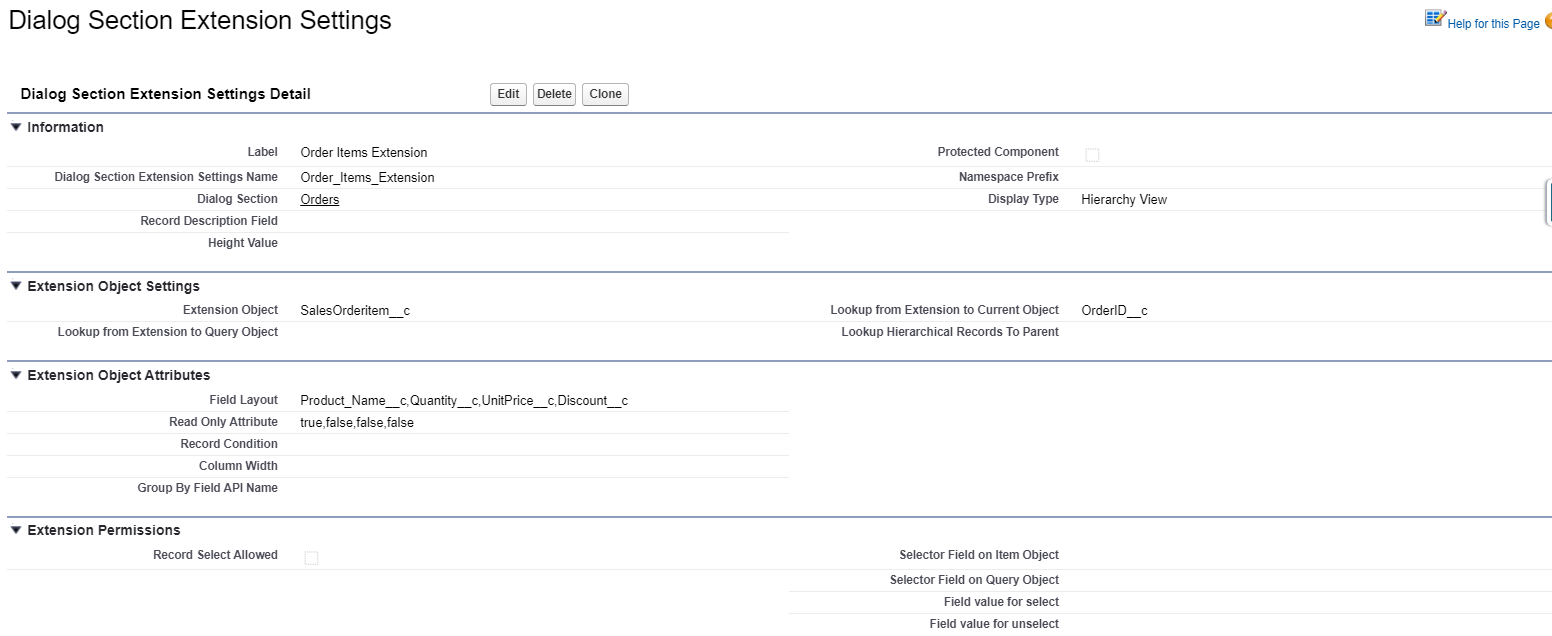 Dialog Section Extension Settings
Help for this Page
Dialog Section Extension Settings Detail Edit Delete Clone
Information
Label Order Items Extension Protected Component
Dialog Section Extension Settings Name Order_Items_Extension Namespace Prefix
Dialog Section Orders Display Type Hierarchy View
Record Description Field
Height Value
Extension Object Settings
Extension Object SalesOrderitem__c Lookup from Extension to Current Object OrderID__c
Lookup from Extension to Query Object Lookup Hierarchical Records To Parent
Extension Object Attributes
Field Layout Product_Name__c,Quantity__c,UnitPrice__c,Discount__c
Read Only Attribute true,false,false,false
Record Condition
Column Width
Group By Field API Name
Extension Permissions
Record Select Allowed Selector Field on Item Object
Selector Field on Query Object
Field value for select
Field value for unselect